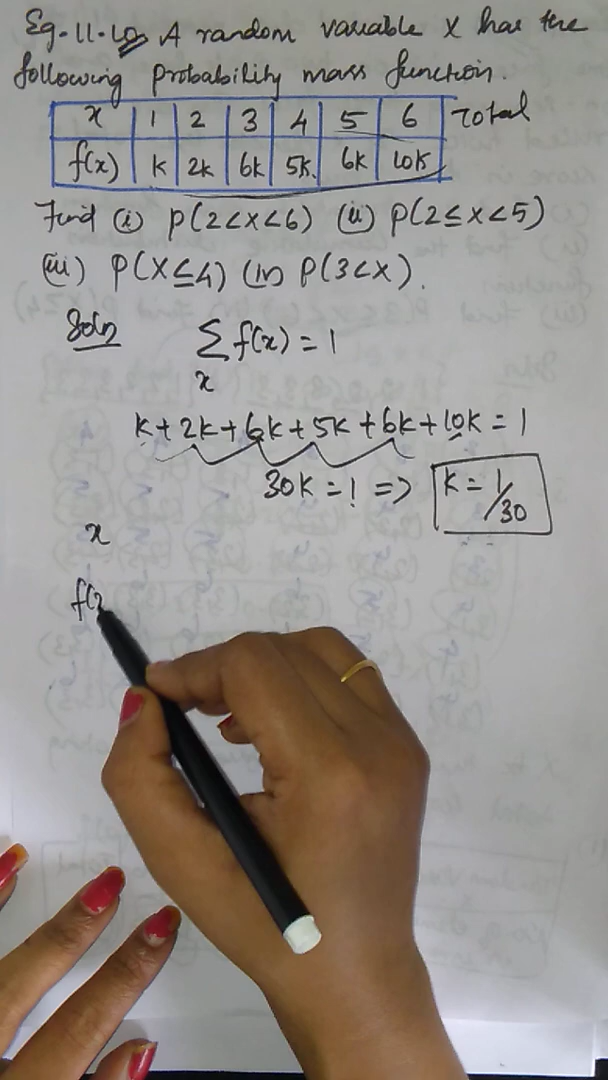 Eg.11.10 A random variable X has the
following probability mass function.
x 1 2 3 4 5 6 Total
f(x) k 2k 6k 5k 6k 10k
Find (i) P(2<x<6) (ii) P(2≤x<5)
(iii) P(X≤4) (iv) P(3<x).
Soln Σ f(x) = 1
x
k+2k+6k+5k+6k+10k = 1
30k = 1 => k = 1/30
x
f(x